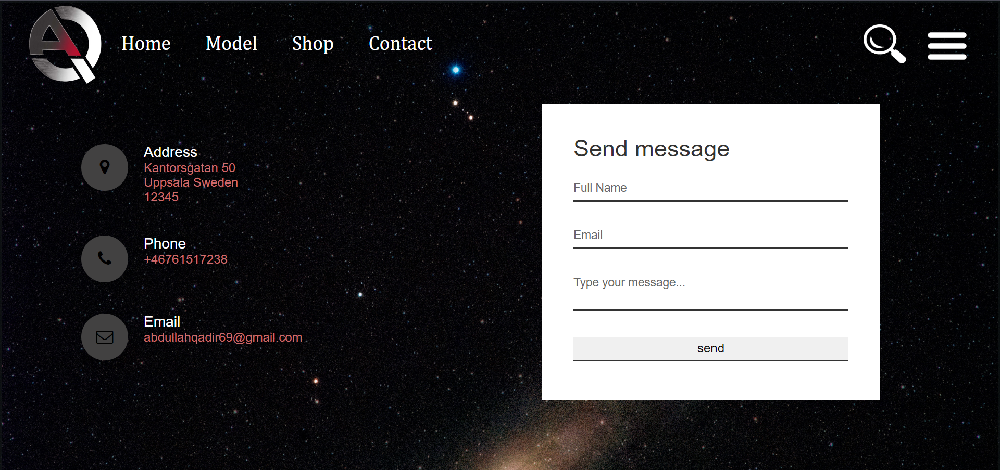 AQ
Home Model Shop Contact
Address
Kantorsgatan 50
Uppsala Sweden
12345
Phone
+46761517238
Email
abdullahqadir69@gmail.com
Send message
Full Name
Email
Type your message...
send